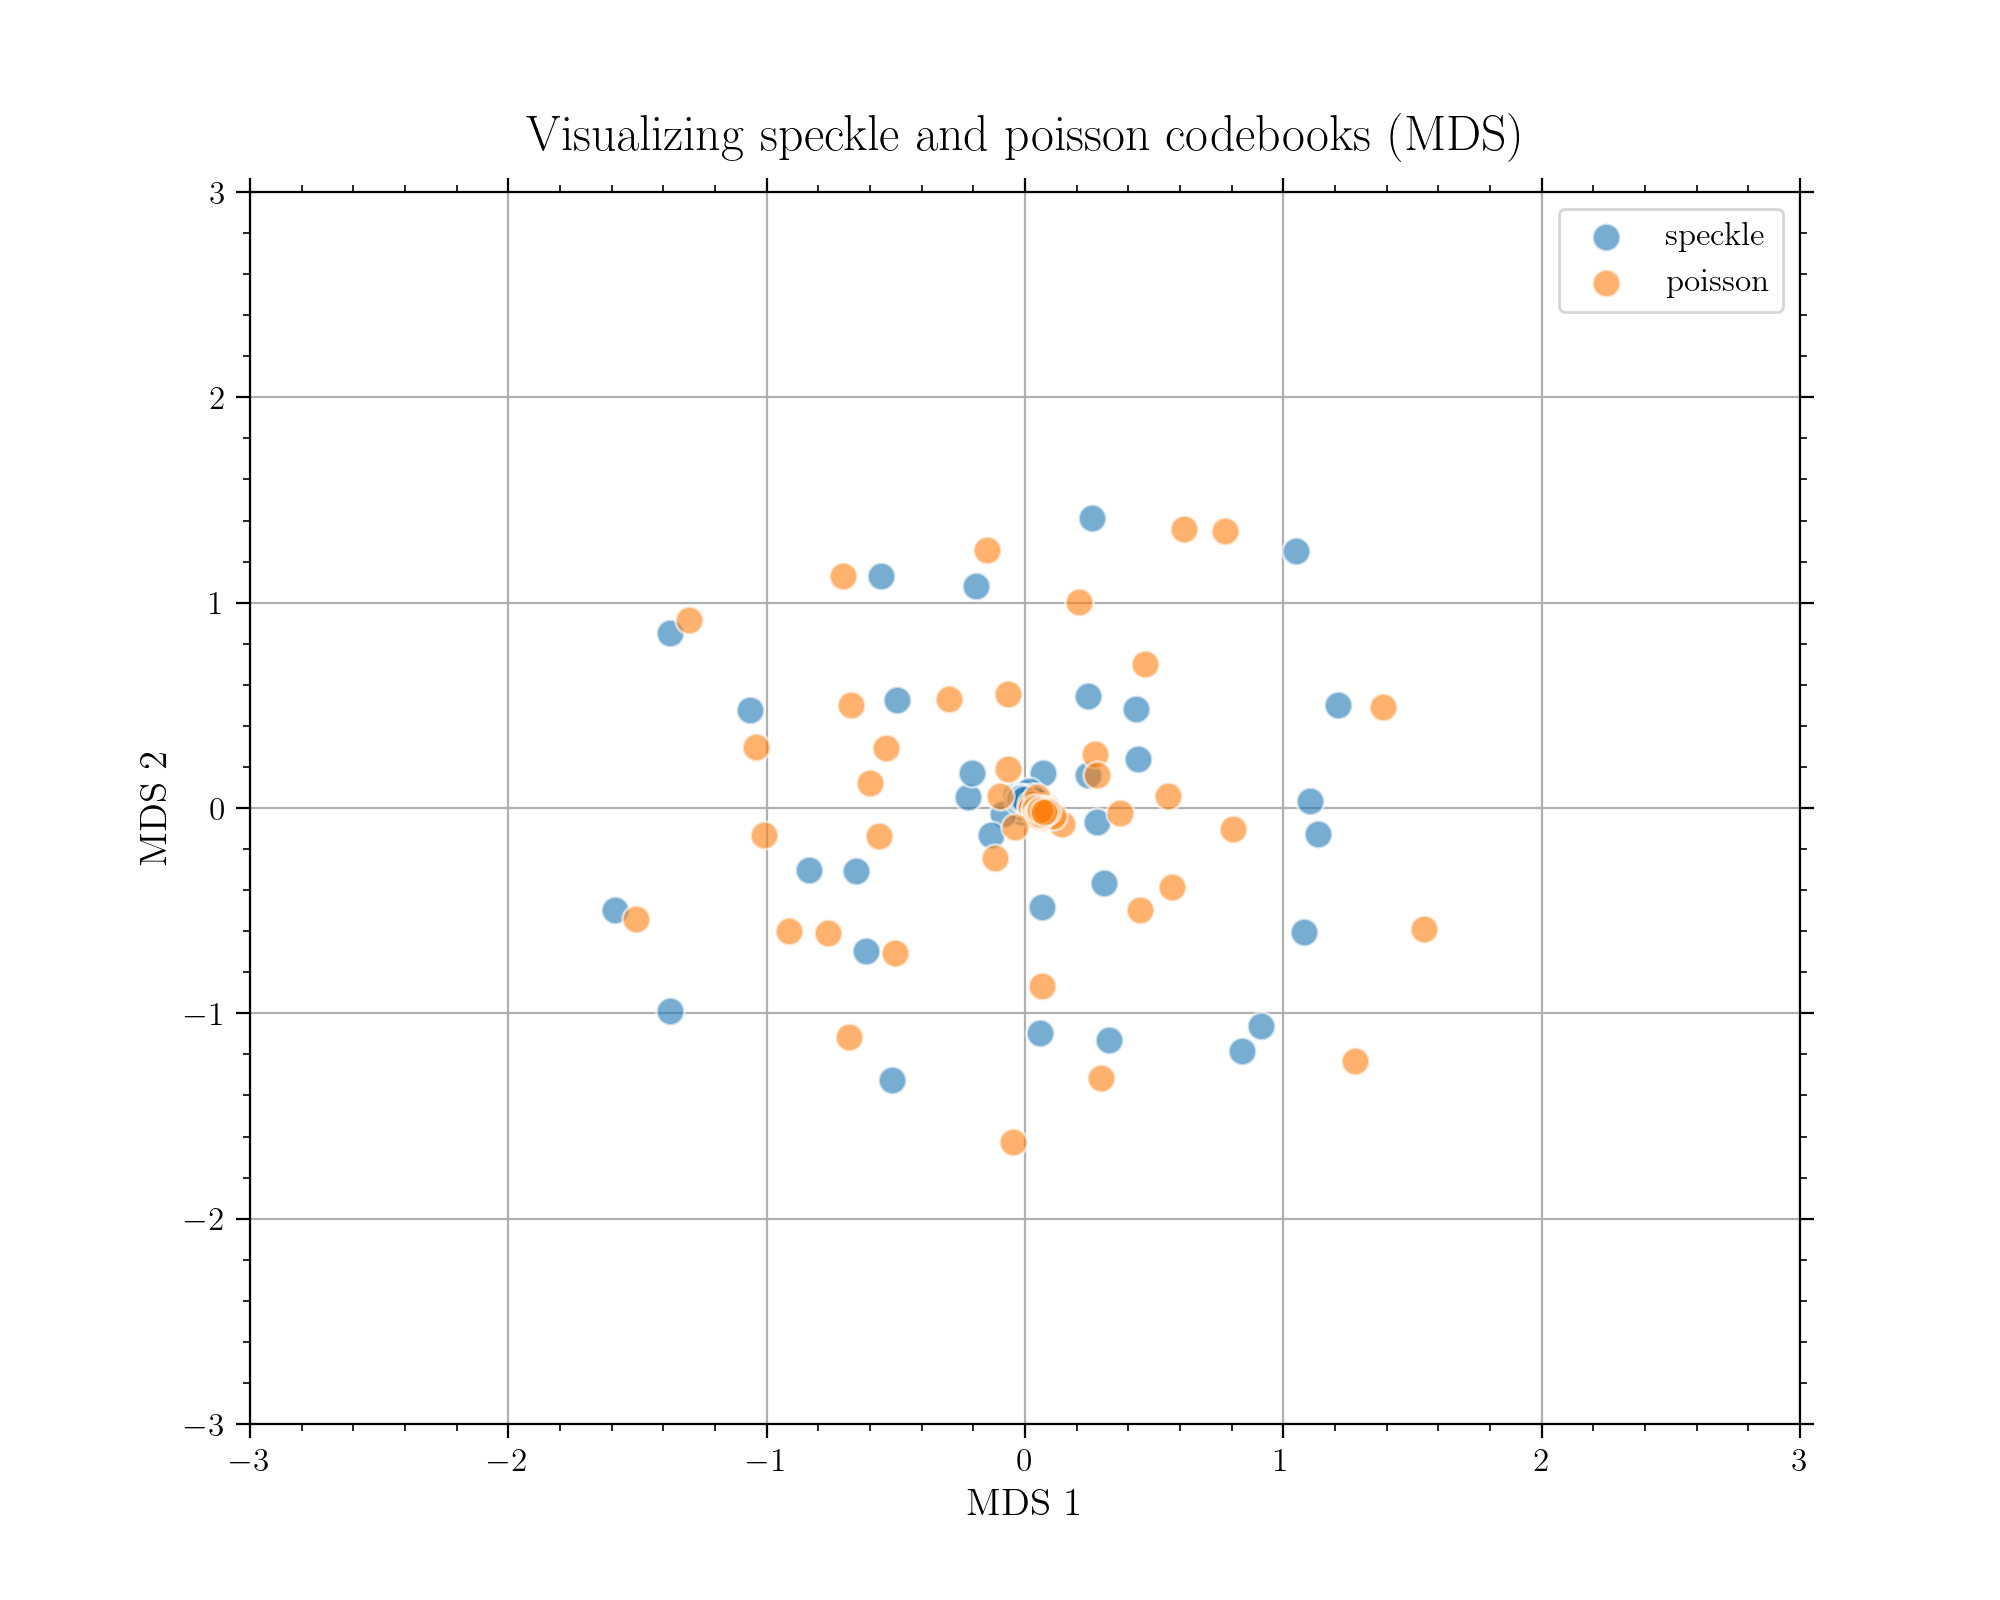 Visualizing speckle and poisson codebooks (MDS)
speckle
poisson
3
2
1
0
−1
−2
−3
MDS 2
−3
−2
−1
0
1
2
3
MDS 1